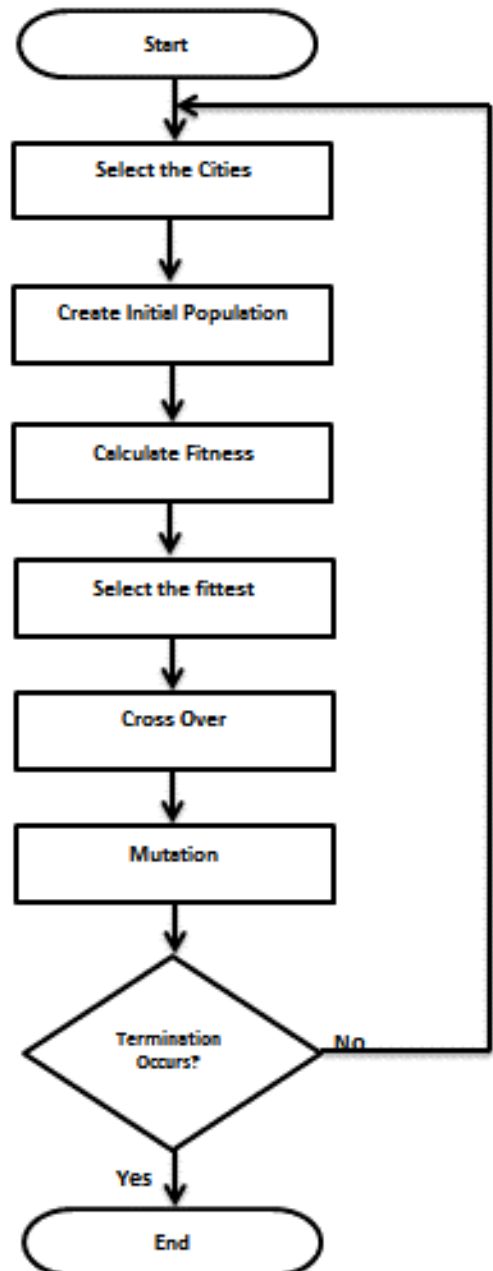 Start
Select the Cities
Create Initial Population
Calculate Fitness
Select the fittest
Cross Over
Mutation
Termination
Occurs?
No
Yes
End